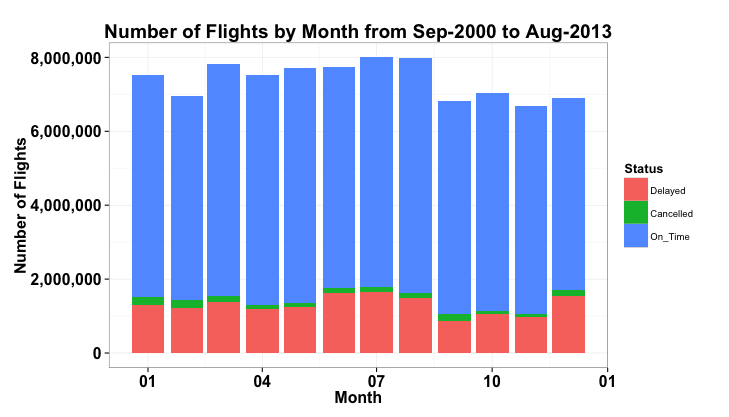 Number of Flights by Month from Sep-2000 to Aug-2013
Number of Flights
8,000,000
6,000,000
4,000,000
2,000,000
0
01
04
07
10
01
Month
Status
Delayed
Cancelled
On_Time